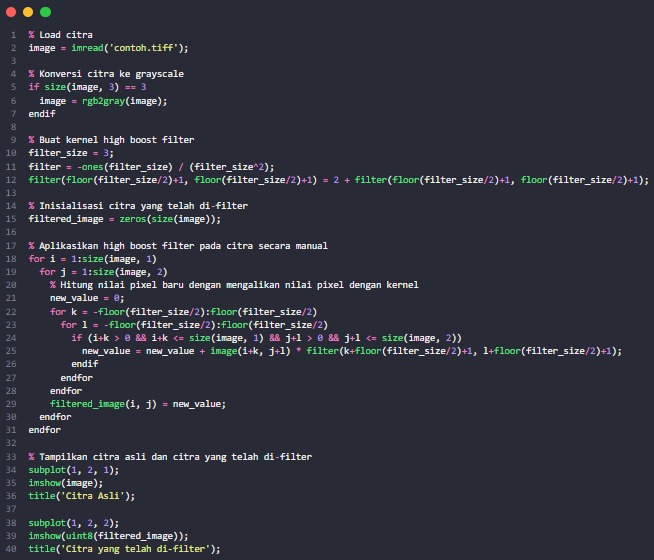 1 % Load citra
2 image = imread('contoh.tiff');
3
4 % Konversi citra ke grayscale
5 if size(image, 3) == 3
6   image = rgb2gray(image);
7 endif
8
9 % Buat kernel high boost filter
10 filter_size = 3;
11 filter = -ones(filter_size) / (filter_size^2);
12 filter(floor(filter_size/2)+1, floor(filter_size/2)+1) = 2 + filter(floor(filter_size/2)+1, floor(filter_size/2)+1);
13
14 % Inisialisasi citra yang telah di-filter
15 filtered_image = zeros(size(image));
16
17 % Aplikasikan high boost filter pada citra secara manual
18 for i = 1:size(image, 1)
19   for j = 1:size(image, 2)
20     % Hitung nilai pixel baru dengan mengalikan nilai pixel dengan kernel
21     new_value = 0;
22     for k = -floor(filter_size/2):floor(filter_size/2)
23       for l = -floor(filter_size/2):floor(filter_size/2)
24         if (i+k > 0 && i+k <= size(image, 1) && j+l > 0 && j+l <= size(image, 2))
25           new_value = new_value + image(i+k, j+l) * filter(k+floor(filter_size/2)+1, l+floor(filter_size/2)+1);
26         endif
27       endfor
28     endfor
29     filtered_image(i, j) = new_value;
30   endfor
31 endfor
32
33 % Tampilkan citra asli dan citra yang telah di-filter
34 subplot(1, 2, 1);
35 imshow(image);
36 title('Citra Asli');
37
38 subplot(1, 2, 2);
39 imshow(uint8(filtered_image));
40 title('Citra yang telah di-filter');